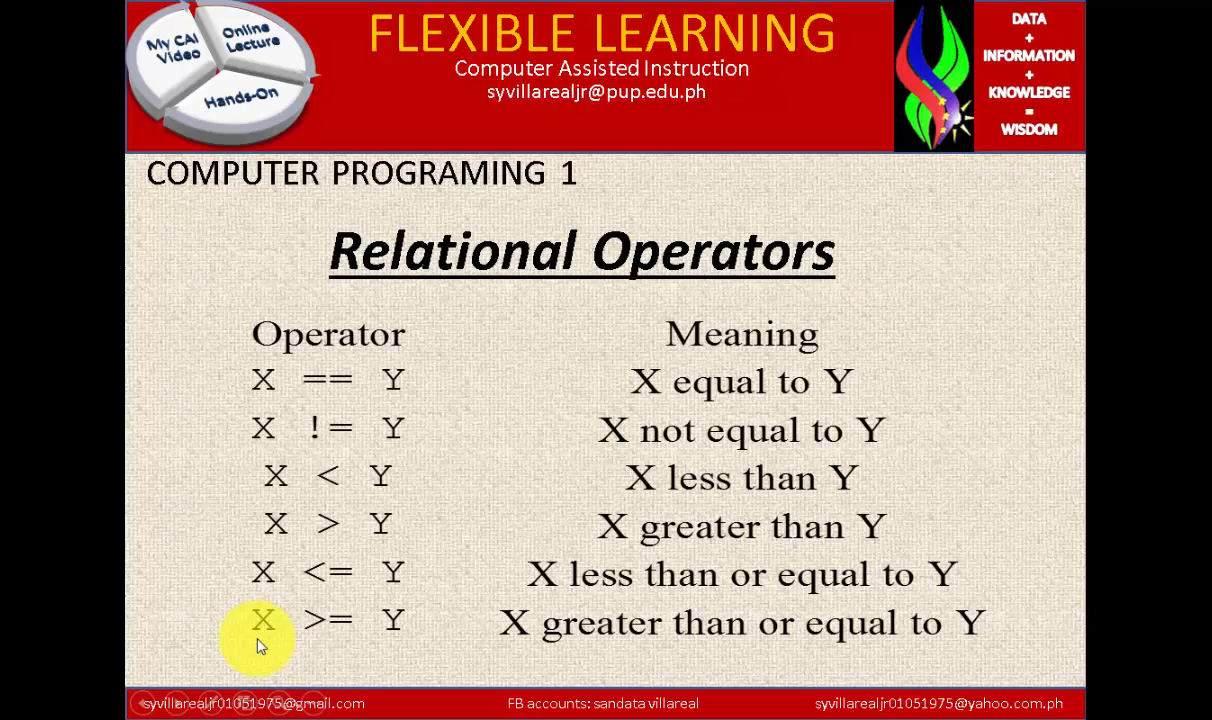 My CAI
Video
Online
Lecture
Hands-On
FLEXIBLE LEARNING
Computer Assisted Instruction
syvillarealjr@pup.edu.ph
DATA
+
INFORMATION
+
KNOWLEDGE
=
WISDOM
COMPUTER PROGRAMING 1
Relational Operators
Operator Meaning
X == Y X equal to Y
X != Y X not equal to Y
X < Y X less than Y
X > Y X greater than Y
X <= Y X less than or equal to Y
X >= Y X greater than or equal to Y
syvillarealjr01051975@gmail.com FB accounts: sandata villareal syvillarealjr01051975@yahoo.com.ph